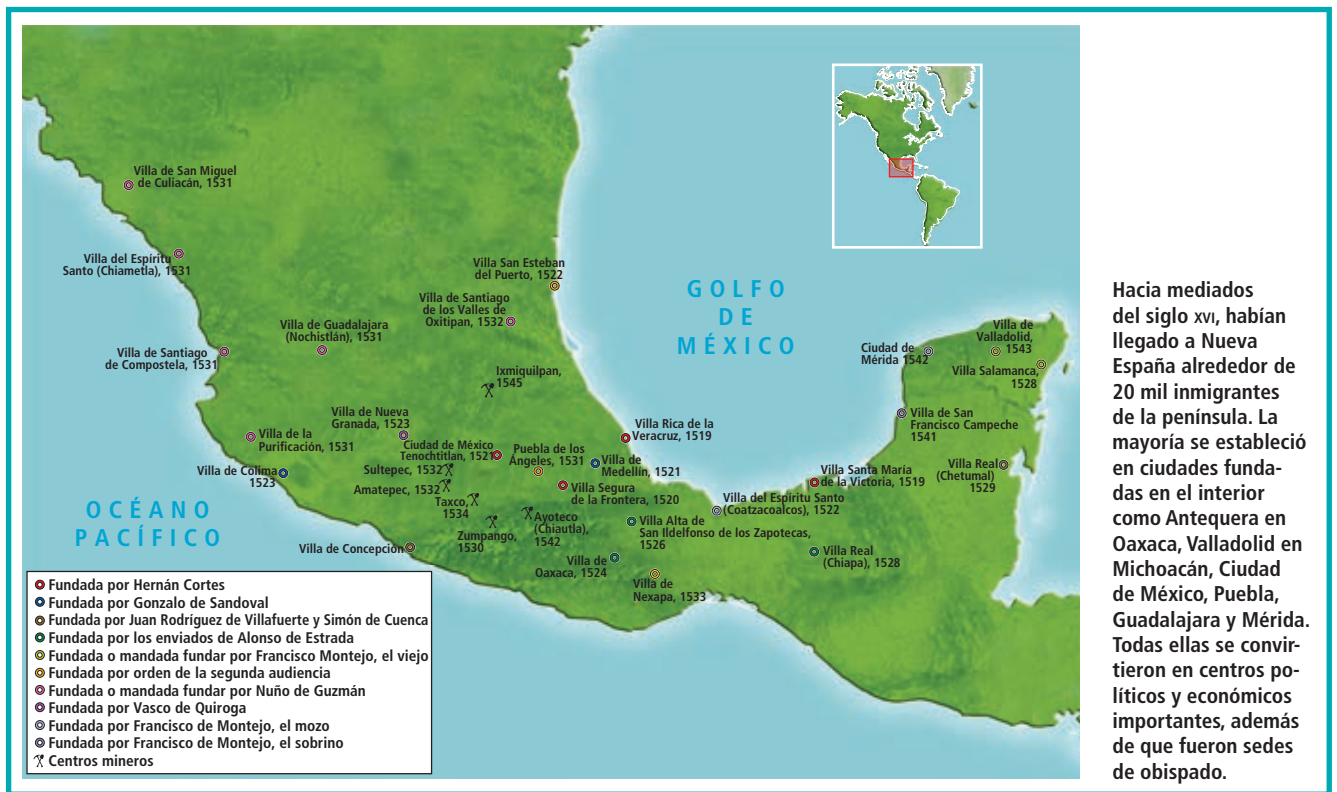 Villa de San Miguel
de Culiacán, 1531
Villa del Espíritu
Santo (Chiametla), 1531
Villa San Esteban
del Puerto, 1522
Villa de Santiago
de los Valles de
Oxitipan, 1532
Villa de Guadalajara
(Nochistlán), 1531
Villa de Santiago
de Compostela, 1531
Ixmiquilpan,
1545
GOLFO
DE
MÉXICO
Ciudad de
Mérida 1542
Villa de
Valladolid,
1543
Villa Salamanca,
1528
Villa de San
Francisco Campeche
1541
Villa Real
(Chetumal)
1529
Villa de Nueva
Granada, 1523
Villa de la
Purificación, 1531
Villa de Colima
1523
Ciudad de México
Tenochtitlan, 1521
Puebla de los
Ángeles, 1531
Villa Rica de la
Veracruz, 1519
Villa de
Medellín, 1521
Villa Segura
de la Frontera, 1520
Sultepec, 1532
Amatepec, 1532
Taxco,
1534
Zumpango,
1530
Ayoteco
(Chiautla),
1542
Villa Santa María
de la Victoria, 1519
Villa del Espíritu Santo
(Coatzacoalcos), 1522
Villa Alta de
San Ildelfonso de los Zapotecas,
1526
Villa Real
(Chiapa), 1528
Villa de
Oaxaca, 1524
Villa de
Nexapa, 1533
Villa de Concepción
OCÉANO
PACÍFICO
Fundada por Hernán Cortes
Fundada por Gonzalo de Sandoval
Fundada por Juan Rodríguez de Villafuerte y Simón de Cuenca
Fundada por los enviados de Alonso de Estrada
Fundada o mandada fundar por Francisco Montejo, el viejo
Fundada por orden de la segunda audiencia
Fundada o mandada fundar por Nuño de Guzmán
Fundada por Vasco de Quiroga
Fundada por Francisco de Montejo, el mozo
Fundada por Francisco de Montejo, el sobrino
Centros mineros
Hacia mediados
del siglo XVI, habían
llegado a Nueva
España alrededor de
20 mil inmigrantes
de la península. La
mayoría se estableció
en ciudades funda-
das en el interior
como Antequera en
Oaxaca, Valladolid en
Michoacán, Ciudad
de México, Puebla,
Guadalajara y Mérida.
Todas ellas se convir-
tieron en centros po-
líticos y económicos
importantes, además
de que fueron sedes
de obispado.